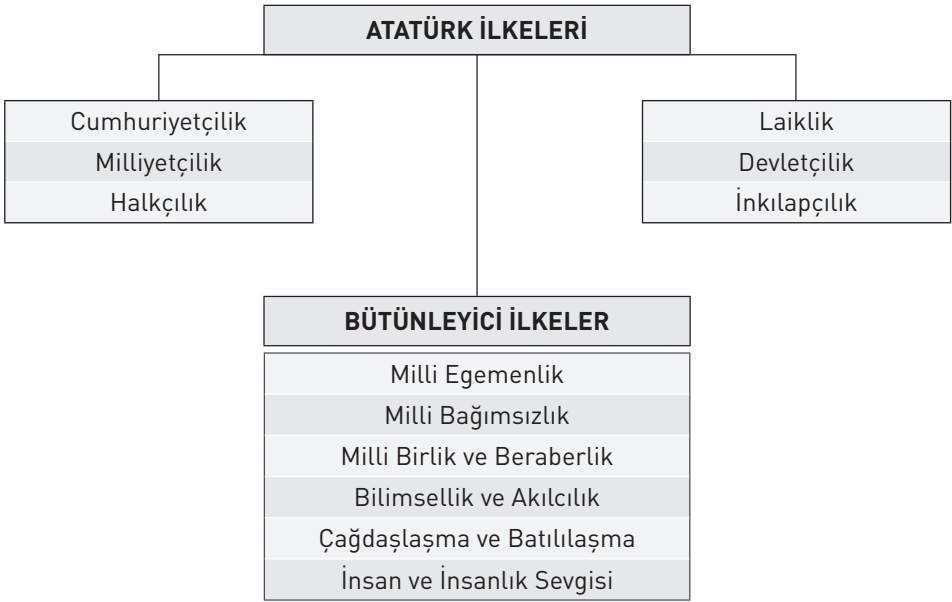 ATATÜRK İLKELERİ
Cumhuriyetçilik
Milliyetçilik
Halkçılık
Laiklik
Devletçilik
İnkılapçılık
BÜTÜNLEYİCİ İLKELER
Milli Egemenlik
Milli Bağımsızlık
Milli Birlik ve Beraberlik
Bilimsellik ve Akılcılık
Çağdaşlaşma ve Batılılaşma
İnsan ve İnsanlık Sevgisi